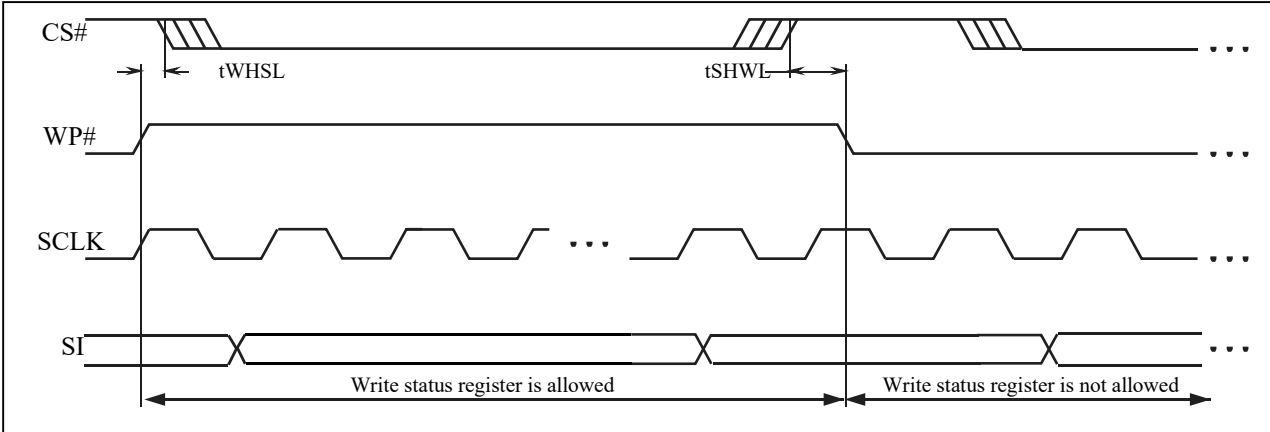 CS#
tWHSL
tSHWL
WP#
SCLK
SI
Write status register is allowed
Write status register is not allowed